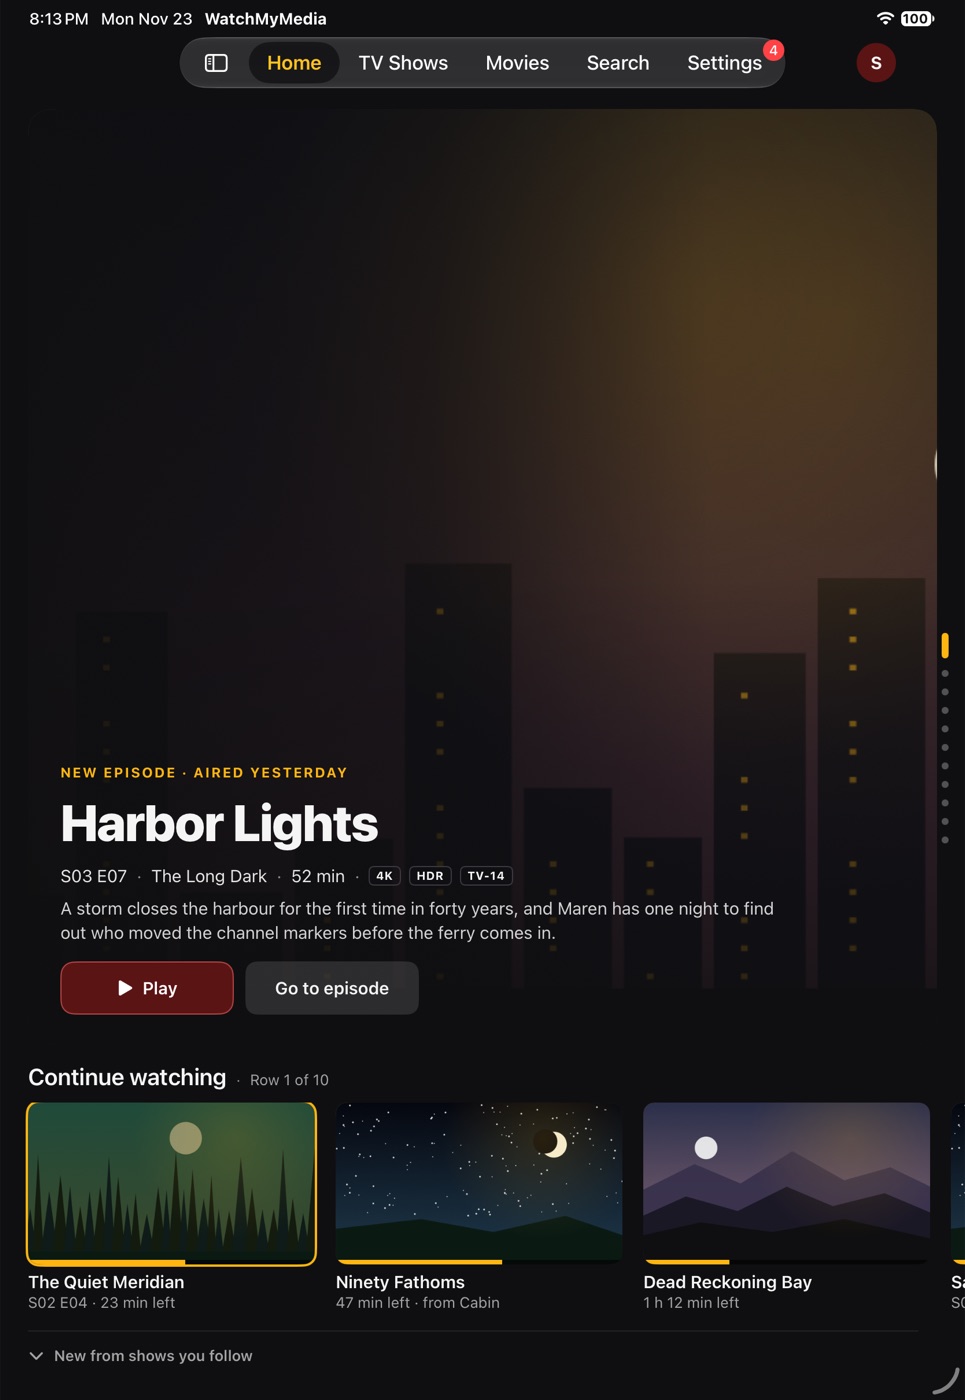 8:13 PM Mon Nov 23 WatchMyMedia
100
Home TV Shows Movies Search Settings 4
S
NEW EPISODE · AIRED YESTERDAY
Harbor Lights
S03 E07 · The Long Dark · 52 min · 4K HDR TV-14
A storm closes the harbour for the first time in forty years, and Maren has one night to find
out who moved the channel markers before the ferry comes in.
Play Go to episode
Continue watching · Row 1 of 10
The Quiet Meridian
S02 E04 · 23 min left
Ninety Fathoms
47 min left · from Cabin
Dead Reckoning Bay
1 h 12 min left
New from shows you follow